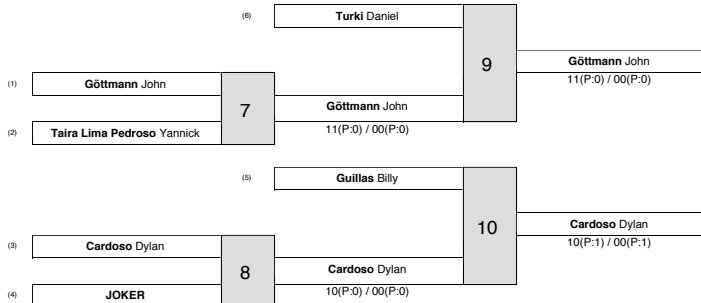 (6) Turki Daniel
9
Göttmann John
11(P:0) / 00(P:0)
(1) Göttmann John
7
Göttmann John
11(P:0) / 00(P:0)
(2) Taira Lima Pedroso Yannick
(5) Guillas Billy
10
Cardoso Dylan
10(P:1) / 00(P:1)
(3) Cardoso Dylan
8
Cardoso Dylan
10(P:0) / 00(P:0)
(4) JOKER